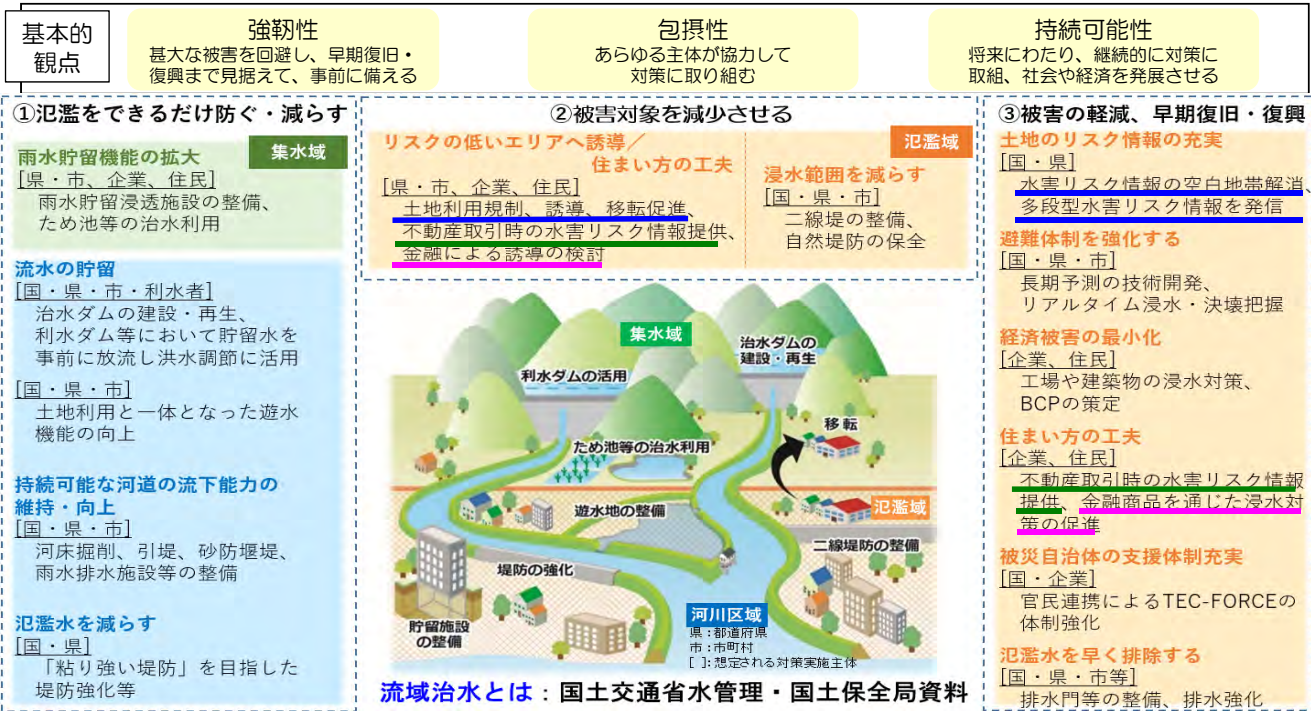 基本的
観点
強靭性
甚大な被害を回避し、早期復旧・
復興まで見据えて、事前に備える
包摂性
あらゆる主体が協力して
対策に取り組む
持続可能性
将来にわたり、継続的に対策に
取組、社会や経済を発展させる
①氾濫をできるだけ防ぐ・減らす
集水域
雨水貯留機能の拡大
[県・市、企業、住民]
雨水貯留浸透施設の整備、
ため池等の治水利用
流水の貯留
[国・県・市・利水者]
治水ダムの建設・再生、
利水ダム等において貯留水を
事前に放流し洪水調節に活用
[国・県・市]
土地利用と一体となった遊水
機能の向上
持続可能な河道の流下能力の
維持・向上
[国・県・市]
河床掘削、引堤、砂防堰堤、
雨水排水施設等の整備
氾濫水を減らす
[国・県]
「粘り強い堤防」を目指した
堤防強化等
②被害対象を減少させる
リスクの低いエリアへ誘導／
住まい方の工夫
[県・市、企業、住民]
土地利用規制、誘導、移転促進、
不動産取引時の水害リスク情報提供、
金融による誘導の検討
氾濫域
浸水範囲を減らす
[国・県・市]
二線堤の整備、
自然堤防の保全
集水域
治水ダムの
建設・再生
利水ダムの活用
移転
ため池等の治水利用
氾濫域
遊水地の整備
二線堤防の整備
堤防の強化
貯留施設
の整備
河川区域
県：都道府県
市：市町村
[ ]：想定される対策実施主体
流域治水とは：国土交通省水管理・国土保全局資料
③被害の軽減、早期復旧・復興
土地のリスク情報の充実
[国・県]
水害リスク情報の空白地帯解消、
多段型水害リスク情報を発信
避難体制を強化する
[国・県・市]
長期予測の技術開発、
リアルタイム浸水・決壊把握
経済被害の最小化
[企業、住民]
工場や建築物の浸水対策、
BCPの策定
住まい方の工夫
[企業、住民]
不動産取引時の水害リスク情報
提供、金融商品を通じた浸水対
策の促進
被災自治体の支援体制充実
[国・企業]
官民連携によるTEC-FORCEの
体制強化
氾濫水を早く排除する
[国・県・市等]
排水門等の整備、排水強化